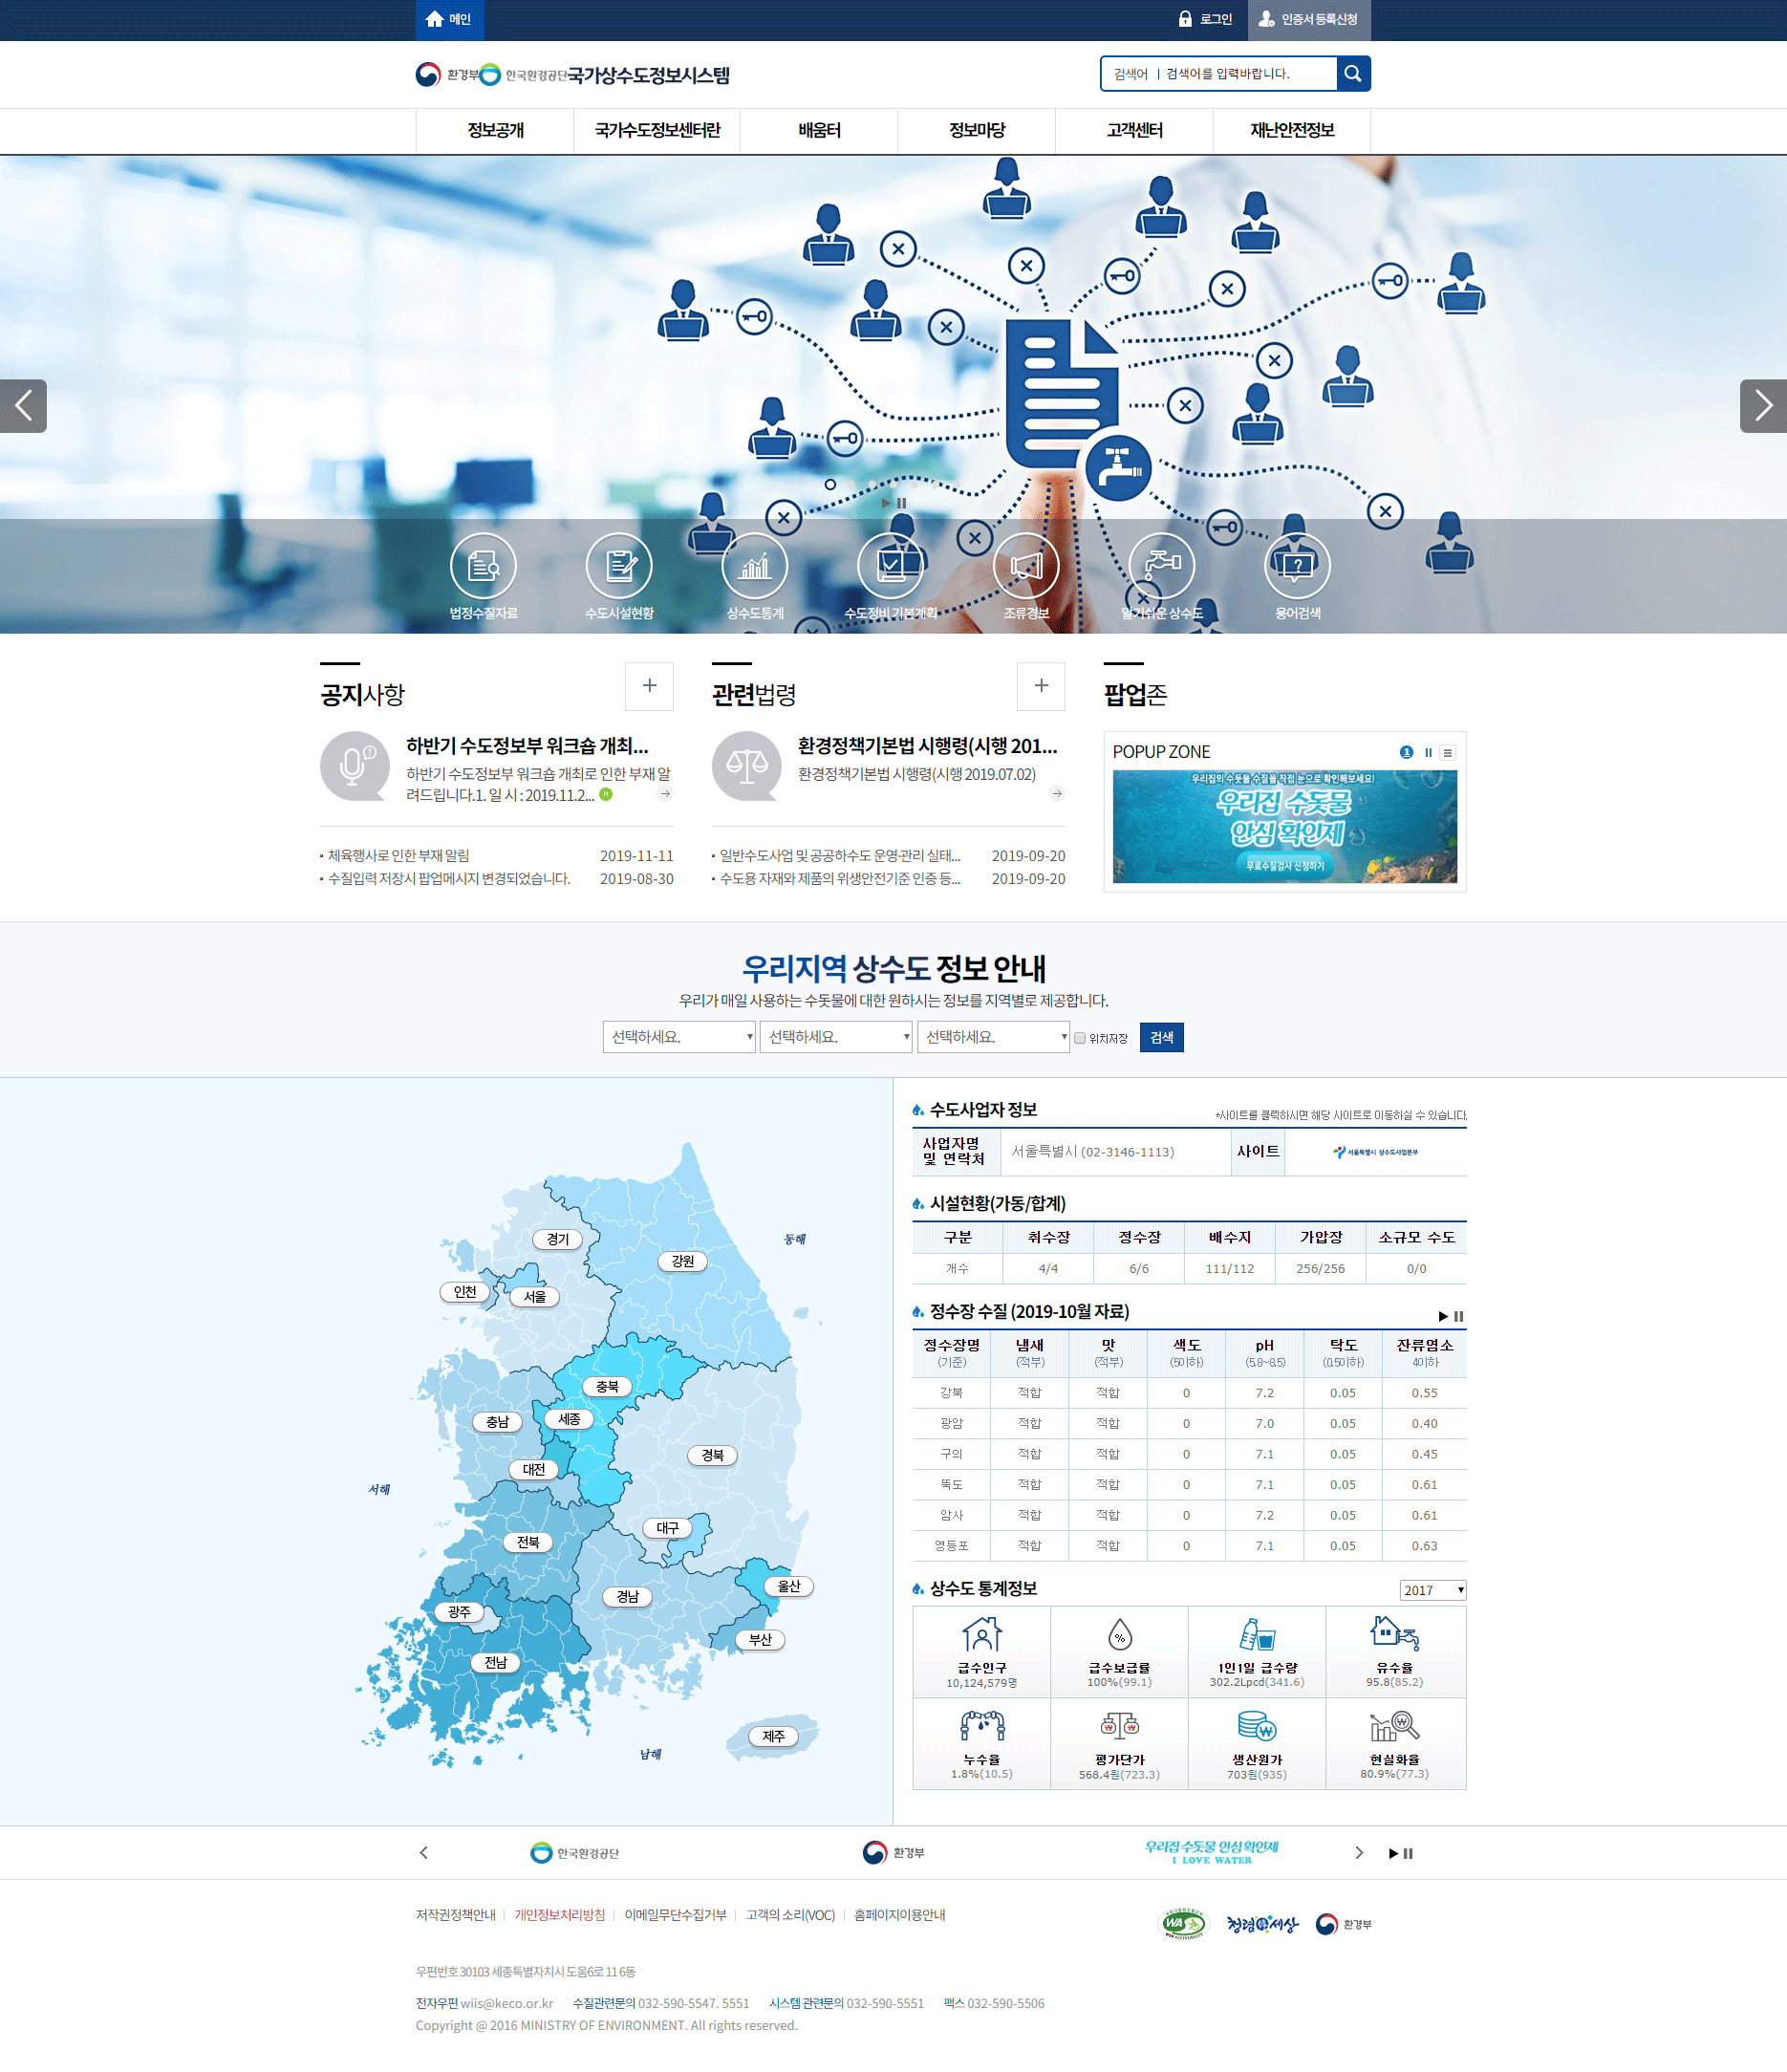 메인
로그인
인증서 등록신청
환경부 한국환경공단 국가상수도정보시스템
검색어 검색어를 입력바랍니다.
정보공개 국가수도정보센터란 배움터 정보마당 고객센터 재난안전정보
법정수질자료 수도시설현황 상수도통계 수도정비 기본계획 조류경보 알기쉬운 상수도 용어검색
공지사항
하반기 수도정보부 워크숍 개최...
하반기 수도정보부 워크숍 개최로 인한 부재 알
려드립니다.1. 일 시 : 2019.11.2... N
체육행사로 인한 부재 알림 2019-11-11
수질입력 저장시 팝업메시지 변경되었습니다. 2019-08-30
관련법령
환경정책기본법 시행령(시행 201...
환경정책기본법 시행령(시행 2019.07.02)
일반수도사업 및 공공하수도 운영·관리 실태... 2019-09-20
수도용 자재와 제품의 위생안전기준 인증 등... 2019-09-20
팝업존
POPUP ZONE 1
우리집의 수돗물 수질을 직접 눈으로 확인해보세요!
우리집 수돗물
안심 확인제
무료수질검사 신청하기
우리지역 상수도 정보 안내
우리가 매일 사용하는 수돗물에 대한 원하시는 정보를 지역별로 제공합니다.
선택하세요. 선택하세요. 선택하세요. 위치저장 검색
경기
강원
동해
인천
서울
충북
충남
세종
경북
대전
서해
대구
전북
울산
경남
광주
부산
전남
제주
남해
수도사업자 정보
*사이트를 클릭하시면 해당 사이트로 이동하실 수 있습니다.
사업자명
및 연락처
서울특별시 (02-3146-1113)
사이트
서울특별시 상수도사업본부
시설현황(가동/합계)
구분 취수장 정수장 배수지 가압장 소규모 수도
개수 4/4 6/6 111/112 256/256 0/0
정수장 수질 (2019-10월 자료)
정수장명 냄새 맛 색도 pH 탁도 잔류염소
(기준) (적부) (적부) (5이하) (5.8~8.5) (0.5이하) 4이하
강북 적합 적합 0 7.2 0.05 0.55
광암 적합 적합 0 7.0 0.05 0.40
구의 적합 적합 0 7.1 0.05 0.45
뚝도 적합 적합 0 7.1 0.05 0.61
암사 적합 적합 0 7.2 0.05 0.61
영등포 적합 적합 0 7.1 0.05 0.63
상수도 통계정보
2017
급수인구 급수보급률 1인1일 급수량 유수율
10,124,579명 100%(99.1) 302.2Lpcd(341.6) 95.8(85.2)
누수율 평가단가 생산원가 현실화율
1.8%(10.5) 568.4원(723.3) 703원(935) 80.9%(77.3)
한국환경공단
환경부
우리집 수돗물 안심확인제
I LOVE WATER
저작권정책안내 개인정보처리방침 이메일무단수집거부 고객의 소리(VOC) 홈페이지이용안내
WA
청렴韓세상
환경부
우편번호 30103 세종특별자치시 도움6로 11 6동
전자우편 wiis@keco.or.kr 수질관련문의 032-590-5547. 5551 시스템 관련문의 032-590-5551 팩스 032-590-5506
Copyright @ 2016 MINISTRY OF ENVIRONMENT. All rights reserved.